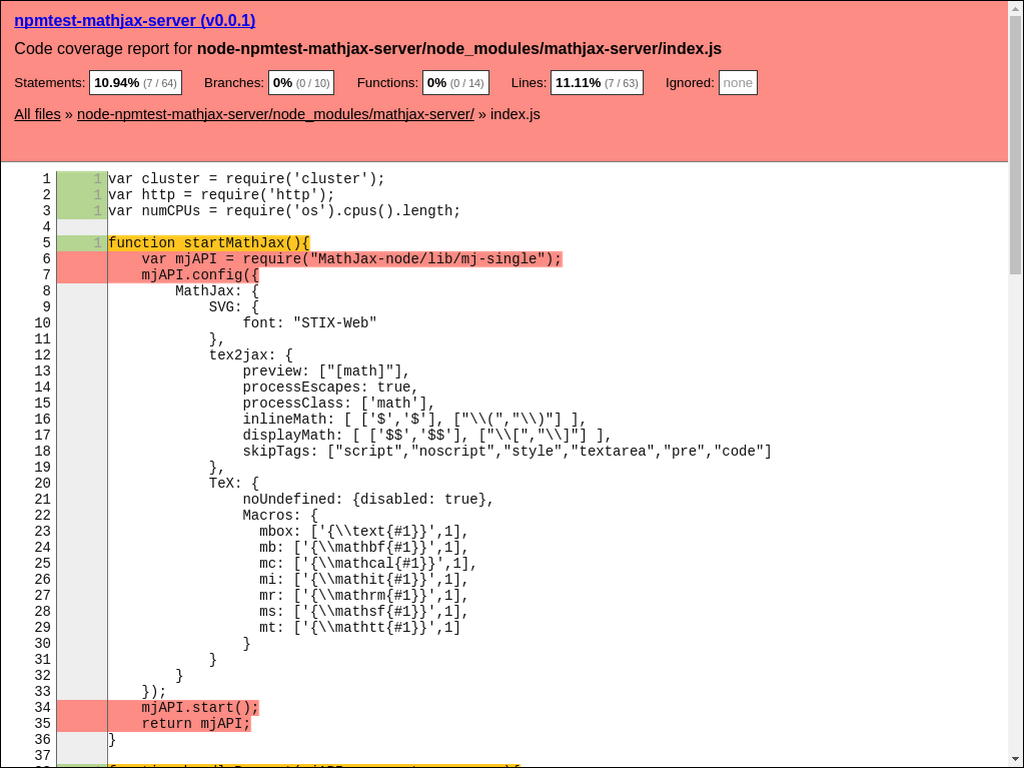 npmtest-mathjax-server (v0.0.1)
Code coverage report for node-npmtest-mathjax-server/node_modules/mathjax-server/index.js
Statements: 10.94% (7 / 64) Branches: 0% (0 / 10) Functions: 0% (0 / 14) Lines: 11.11% (7 / 63) Ignored: none
All files » node-npmtest-mathjax-server/node_modules/mathjax-server/ » index.js
1 1 var cluster = require('cluster');
2 1 var http = require('http');
3 1 var numCPUs = require('os').cpus().length;
4
5 1 function startMathJax(){
6     var mjAPI = require("MathJax-node/lib/mj-single");
7     mjAPI.config({
8         MathJax: {
9             SVG: {
10                 font: "STIX-Web"
11             },
12             tex2jax: {
13                 preview: ["[math]"],
14                 processEscapes: true,
15                 processClass: ['math'],
16                 inlineMath: [ ['$','$'], ["\\(","\\)"] ],
17                 displayMath: [ ['$$','$$'], ["\\[","\\]"] ],
18                 skipTags: ["script","noscript","style","textarea","pre","code"]
19             },
20             TeX: {
21                 noUndefined: {disabled: true},
22                 Macros: {
23                   mbox: ['{\\text{#1}}',1],
24                   mb: ['{\\mathbf{#1}}',1],
25                   mc: ['{\\mathcal{#1}}',1],
26                   mi: ['{\\mathit{#1}}',1],
27                   mr: ['{\\mathrm{#1}}',1],
28                   ms: ['{\\mathsf{#1}}',1],
29                   mt: ['{\\mathtt{#1}}',1]
30                 }
31             }
32         }
33     });
34     mjAPI.start();
35     return mjAPI;
36 }
37